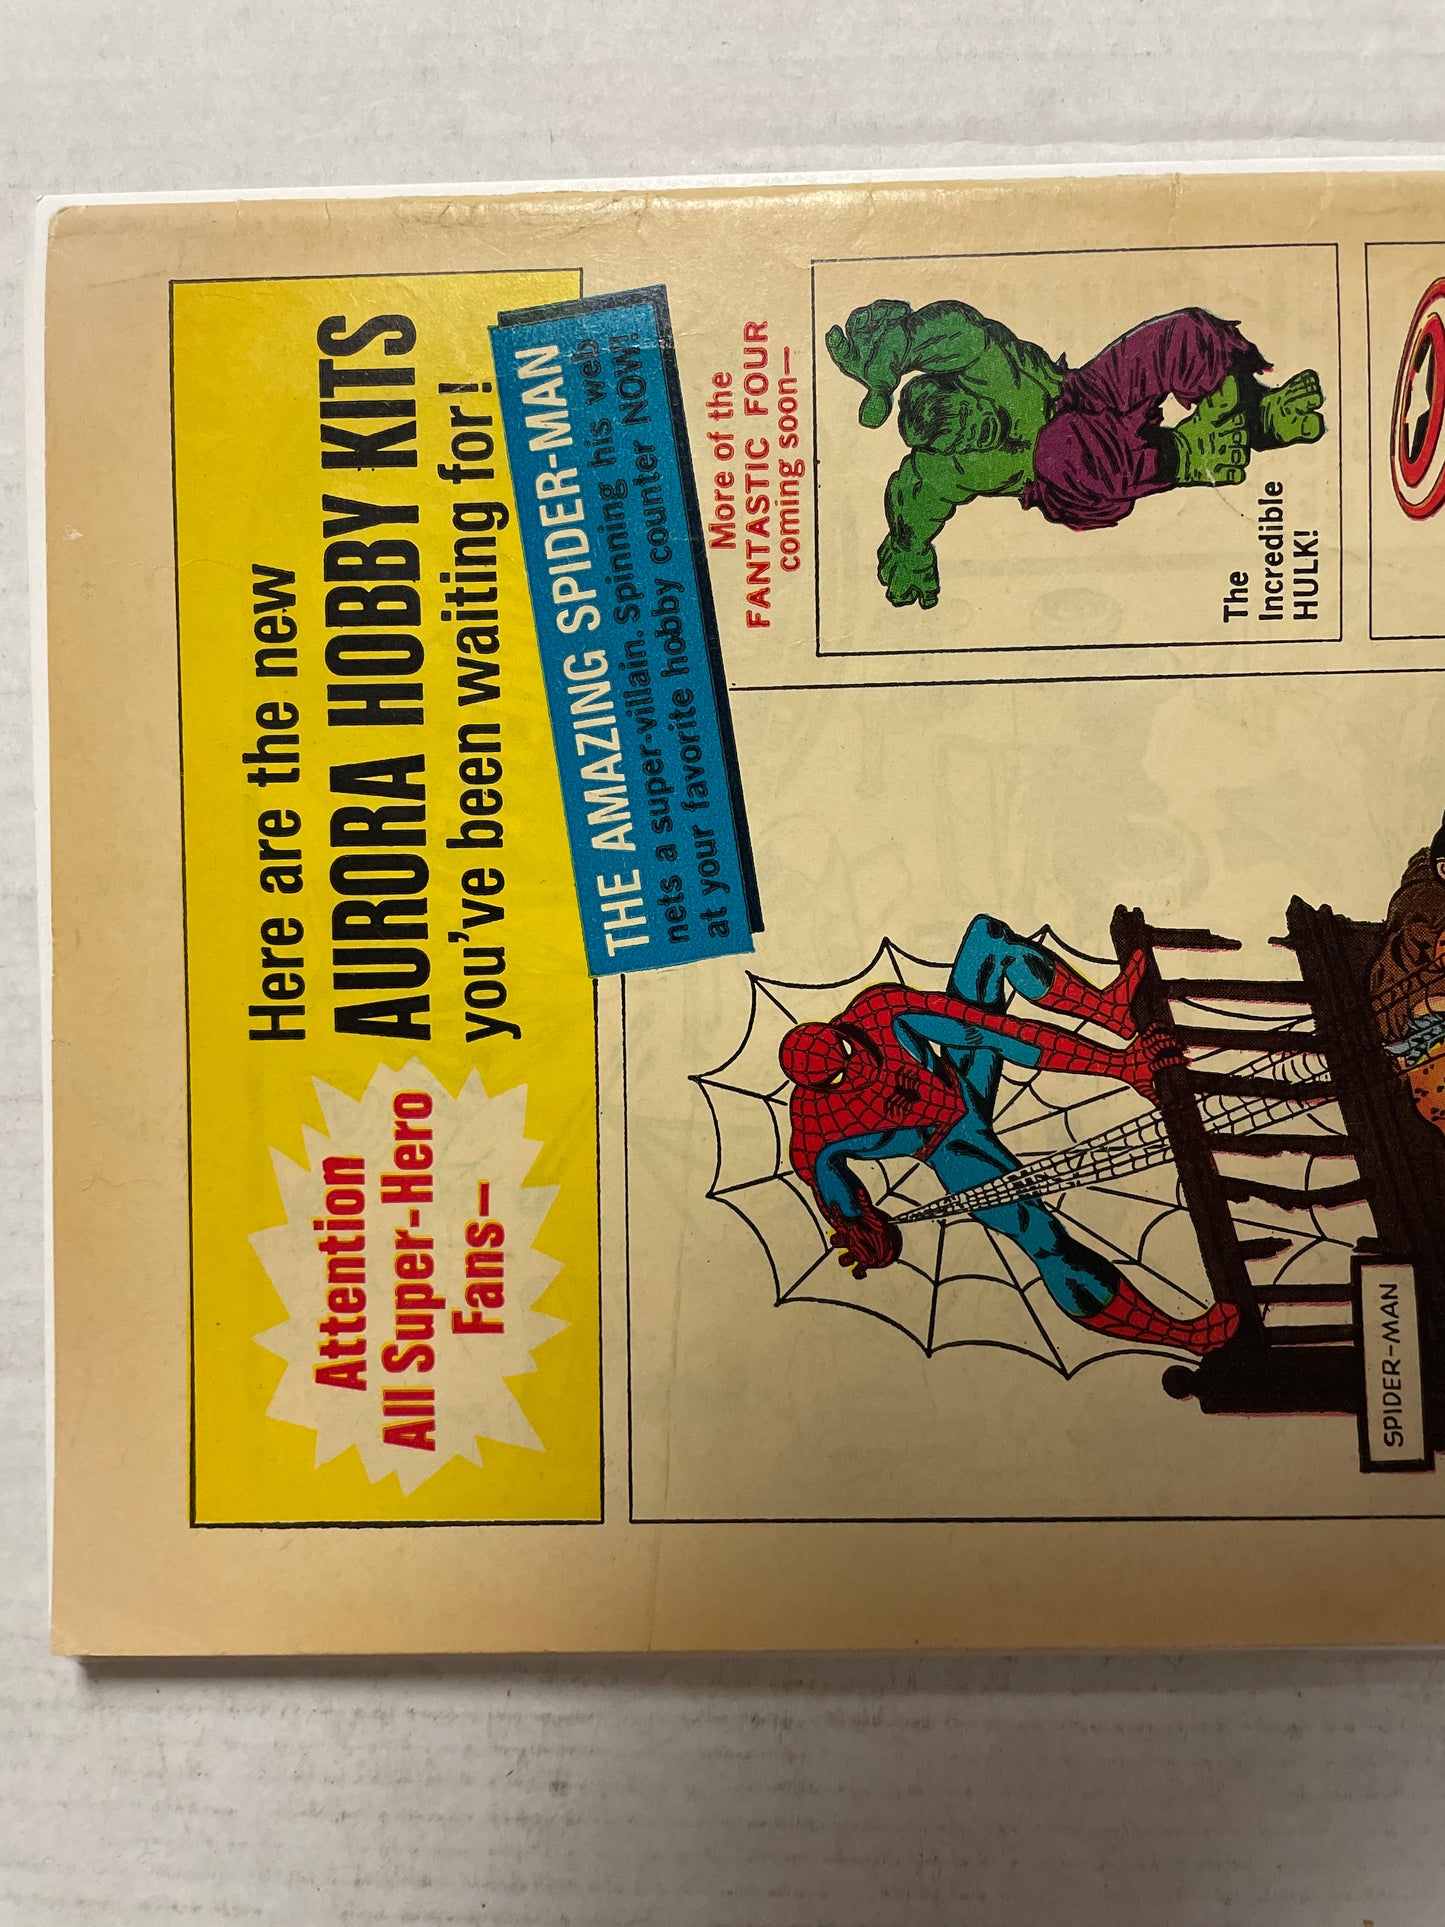 Attention
All Super-Hero
Fans—
Here are the new
AURORA HOBBY KITS
you've been waiting for!
THE AMAZING SPIDER-MAN
nets a super-villain. Spinning his web
at your favorite hobby counter NOW!
More of the
FANTASTIC FOUR
coming soon—
The
Incredible
HULK!
SPIDER-MAN